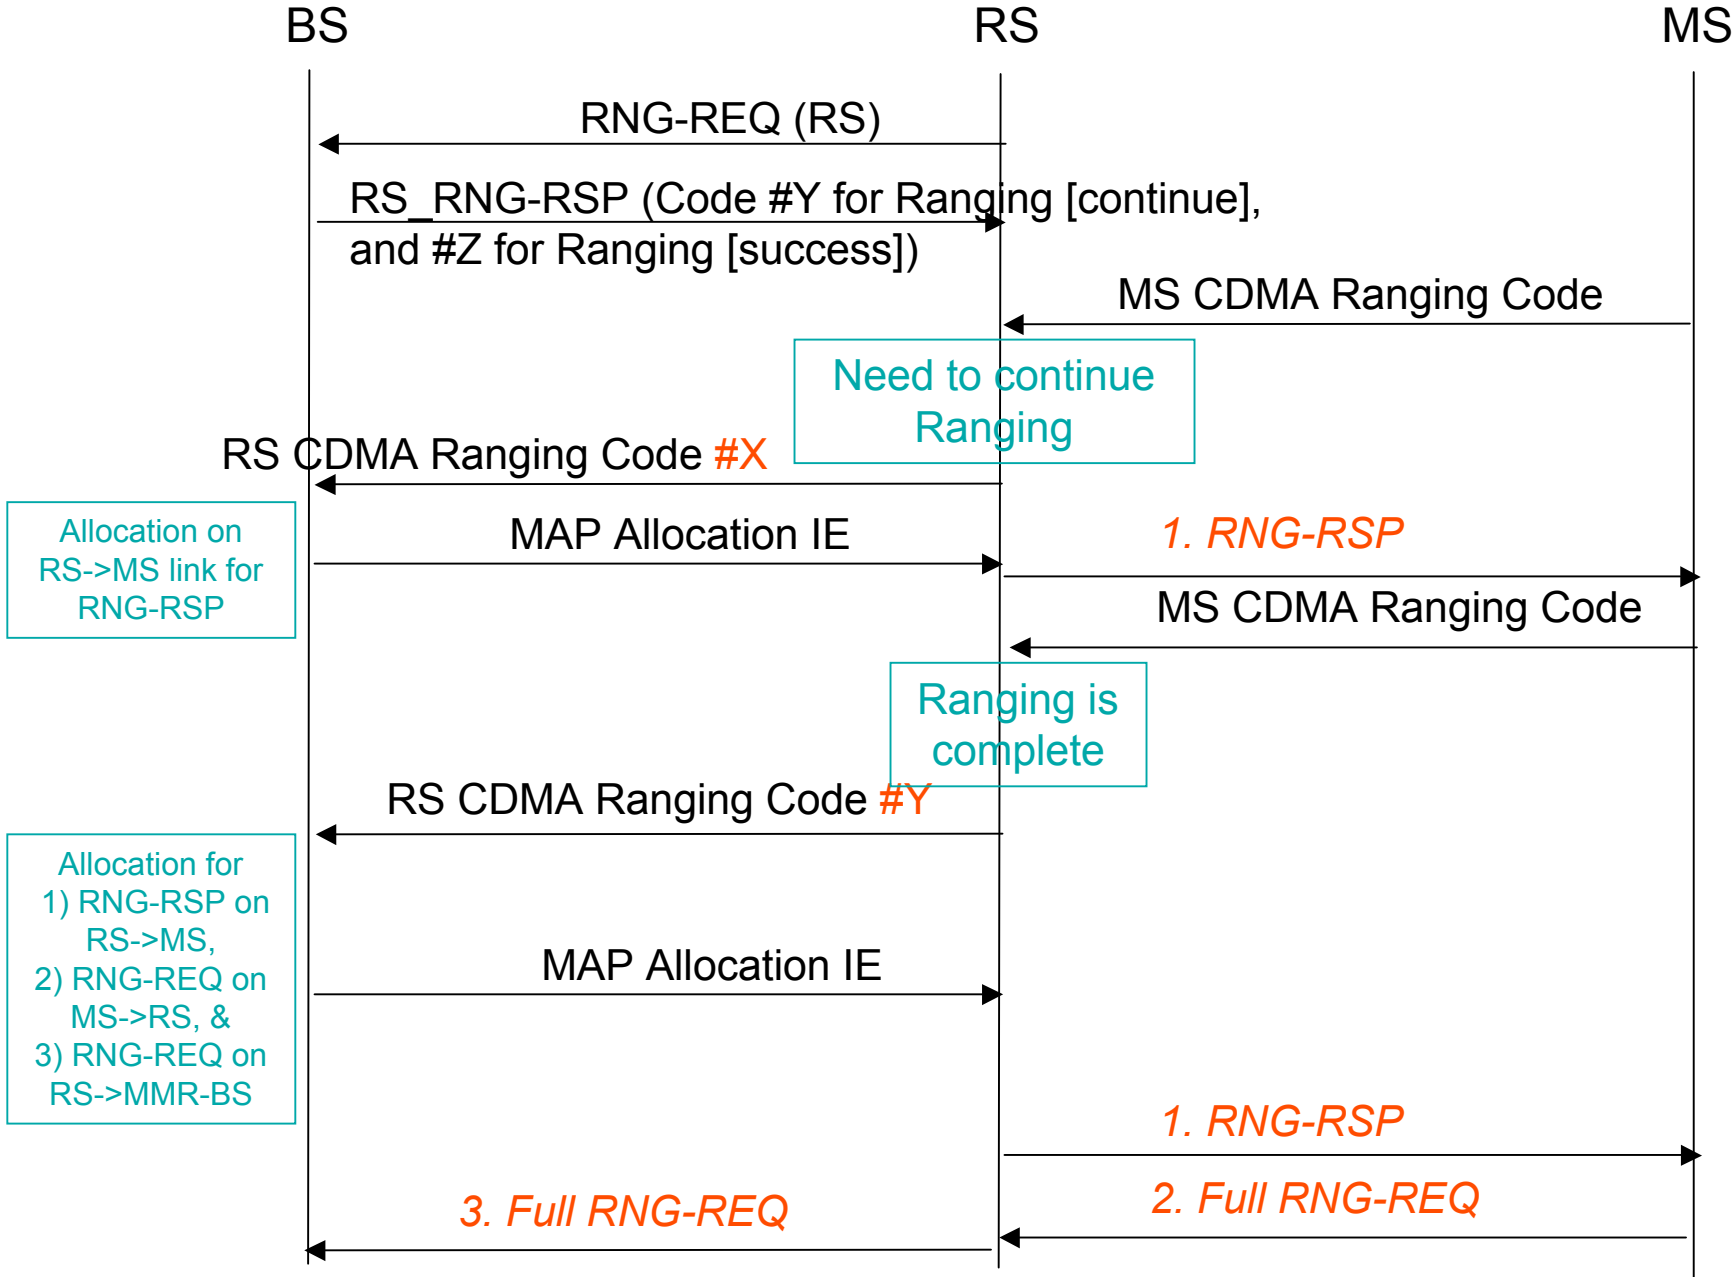 BS
RS
MS
RNG-REQ (RS)
RS_RNG-RSP (Code #Y for Ranging [continue],
and #Z for Ranging [success])
MS CDMA Ranging Code
Need to continue
Ranging
RS CDMA Ranging Code #X
Allocation on
RS->MS link for
RNG-RSP
MAP Allocation IE
1. RNG-RSP
MS CDMA Ranging Code
Ranging is
complete
RS CDMA Ranging Code #Y
Allocation for
1) RNG-RSP on
RS->MS,
2) RNG-REQ on
MS->RS, &
3) RNG-REQ on
RS->MMR-BS
MAP Allocation IE
1. RNG-RSP
2. Full RNG-REQ
3. Full RNG-REQ